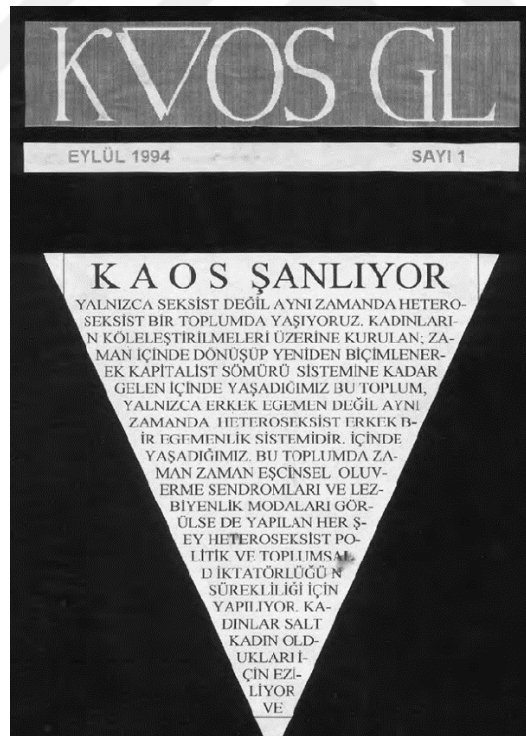 KAOS GL
EYLÜL 1994 SAYI 1
KAOS ŞANLIYOR
YALNIZCA SEKSİST DEĞİL AYNI ZAMANDA HETERO-
SEKSİST BİR TOPLUMDA YAŞIYORUZ. KADINLARI-
N KÖLELEŞTİRİLMELERİ ÜZERİNE KURULAN; ZA-
MAN İÇİNDE DÖNÜŞÜP YENİDEN BİÇİMLENER-
EK KAPİTALİST SÖMÜRÜ SİSTEMİNE KADAR
GELEN İÇİNDE YAŞADIĞIMIZ BU TOPLUM,
YALNIZCA ERKEK EGEMEN DEĞİL AYNI
ZAMANDA HETEROSEKSİST ERKEK B-
İR EGEMENLİK SİSTEMİDİR. İÇİNDE
YAŞADIĞIMIZ. BU TOPLUMDA ZA-
MAN ZAMAN EŞCİNSEL OLUV-
ERME SENDROMLARI VE LEZ-
BİYENLİK MODALARI GÖR-
ÜLSE DE YAPILAN HER Ş-
EY HETEROSEKSİST PO-
LİTİK VE TOPLUMSAL
DİKTATÖRLÜĞÜN
SÜREKLİLİĞİ İÇİN
YAPILIYOR. KA-
DINLAR SALT
KADIN OLD-
UKLARI İ-
ÇİN EZİ-
LİYOR
VE